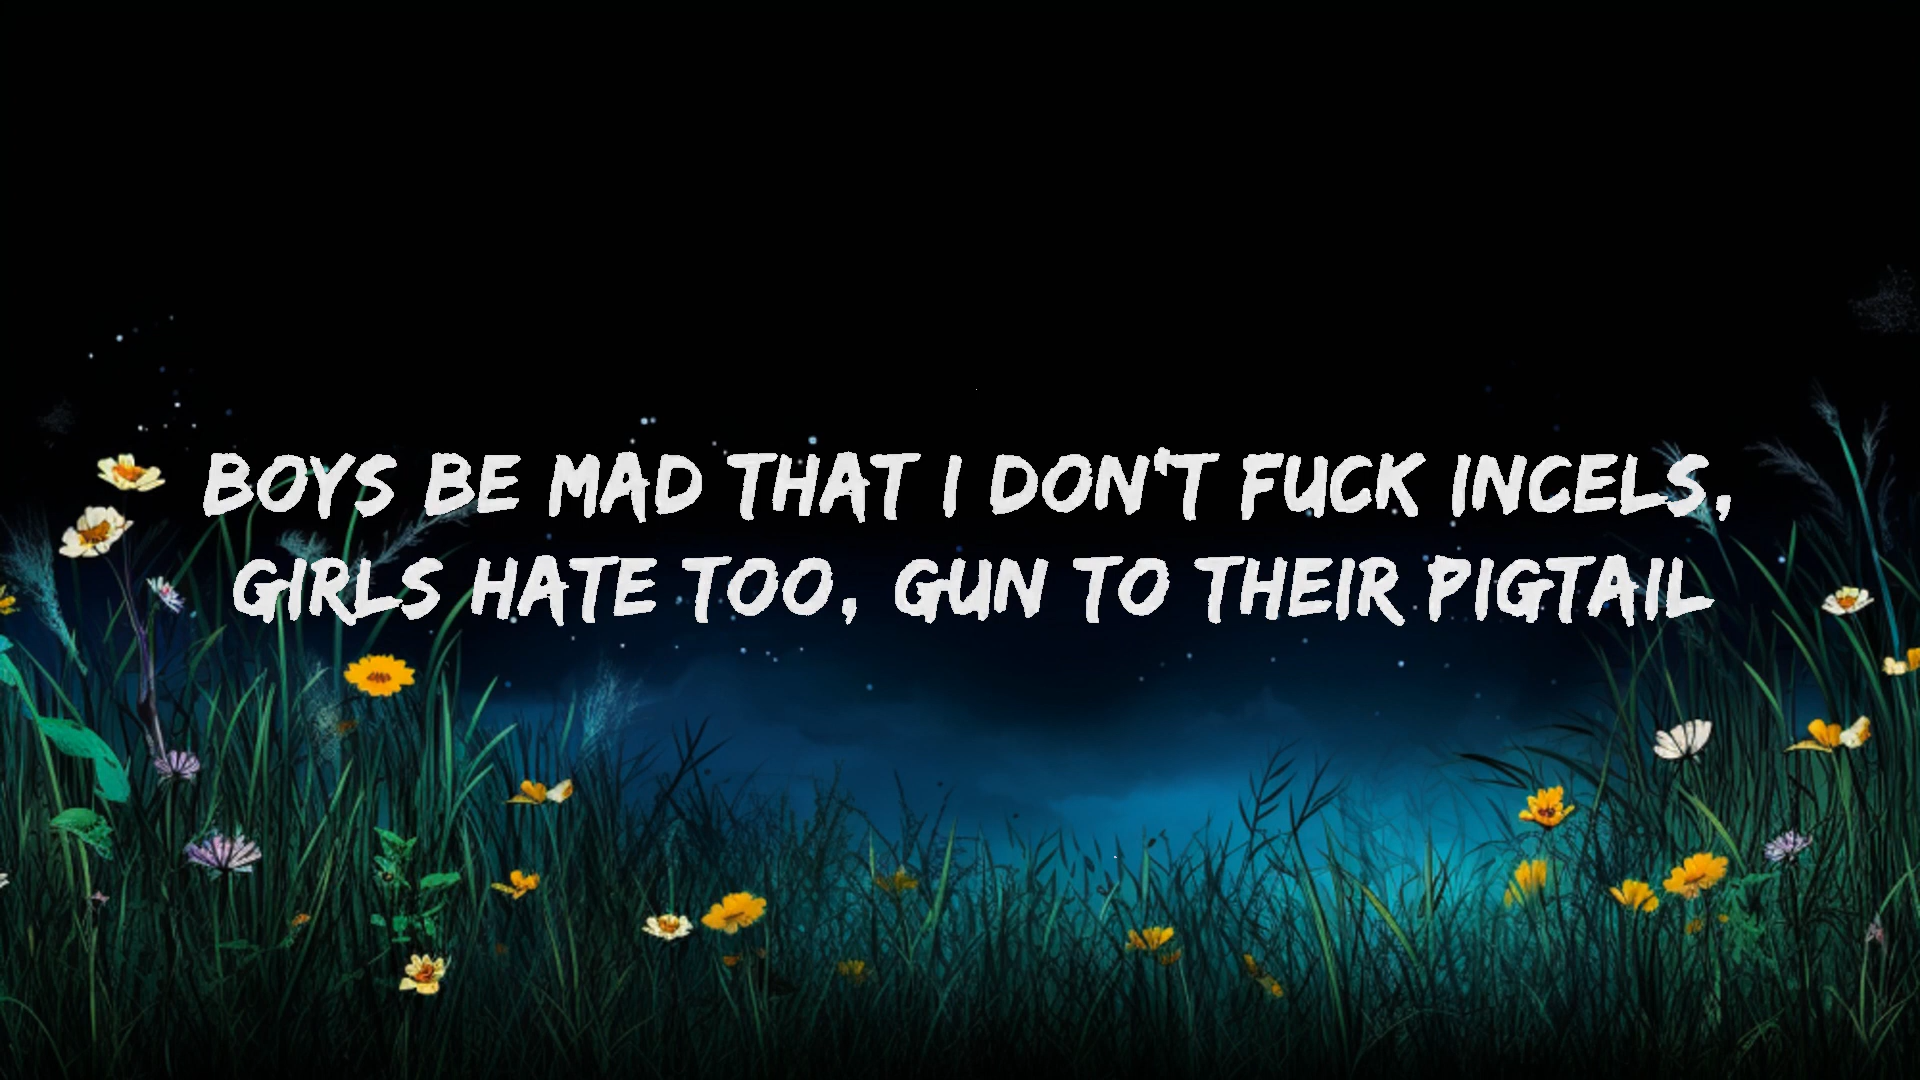 BOYS BE MAD THAT I DON'T FUCK INCELS,
GIRLS HATE TOO, GUN TO THEIR PIGTAIL